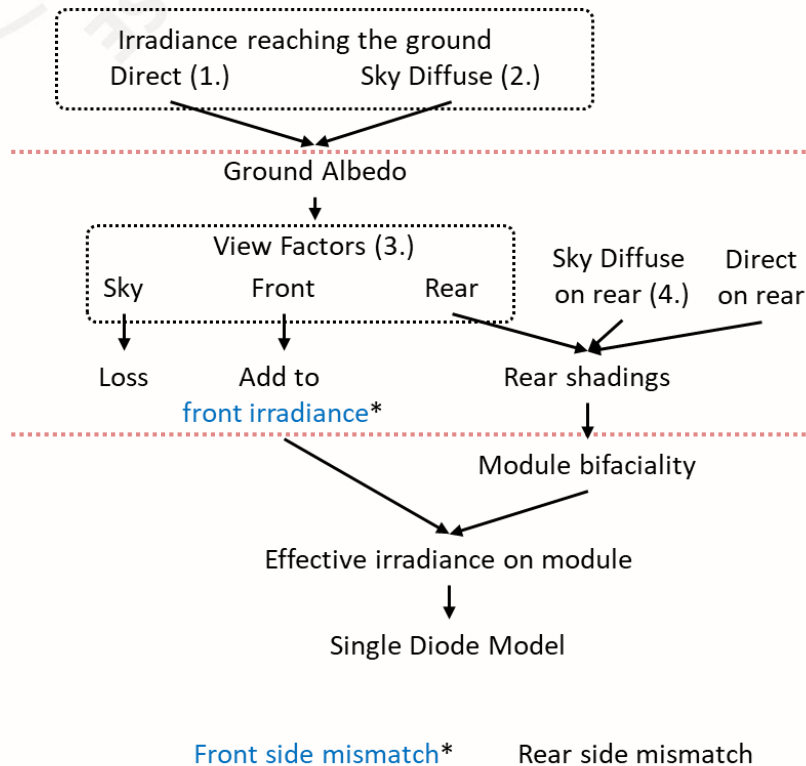 Irradiance reaching the ground
Direct (1.) Sky Diffuse (2.)
Ground Albedo
View Factors (3.)
Sky Front Rear
Sky Diffuse
on rear (4.)
Direct
on rear
Loss
Add to
front irradiance*
Rear shadings
Module bifaciality
Effective irradiance on module
Single Diode Model
Front side mismatch* Rear side mismatch